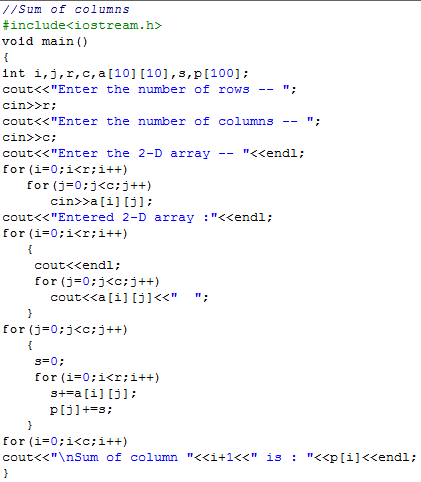 //Sum of columns
#include<iostream.h>
void main()
{
int i,j,r,c,a[10][10],s,p[100];
cout<<"Enter the number of rows -- ";
cin>>r;
cout<<"Enter the number of columns -- ";
cin>>c;
cout<<"Enter the 2-D array -- "<<endl;
for(i=0;i<r;i++)
   for(j=0;j<c;j++)
      cin>>a[i][j];
cout<<"Entered 2-D array :"<<endl;
for(i=0;i<r;i++)
   {
    cout<<endl;
    for(j=0;j<c;j++)
      cout<<a[i][j]<<"  ";
   }
for(j=0;j<c;j++)
   {
    s=0;
    for(i=0;i<r;i++)
      s+=a[i][j];
      p[j]+=s;
   }
for(i=0;i<c;i++)
cout<<"\nSum of column "<<i+1<<" is : "<<p[i]<<endl;
}